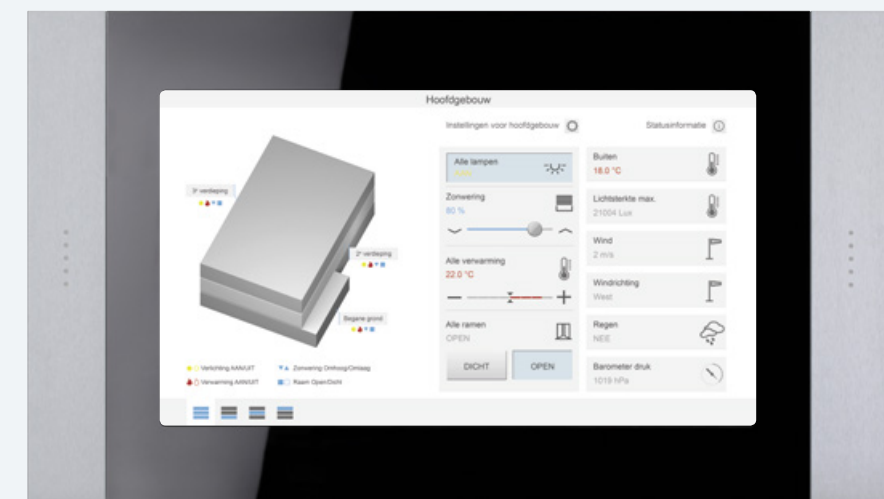 Hoofdgebouw
Instellingen voor hoofdgebouw
Statusinformatie
3e verdieping
2e verdieping
Begane grond
Verlichting AAN/UIT
Zonwering Omhoog/Omlaag
Verwarming AAN/UIT
Raam Open/Dicht
Alle lampen
Zonwering
80 %
Alle verwarming
22.0 °C
Alle ramen
OPEN
DICHT
OPEN
Buiten
18.0 °C
Lichtsterkte max.
21004 Lux
Wind
2 m/s
Windrichting
West
Regen
NEE
Barometer druk
1019 hPa